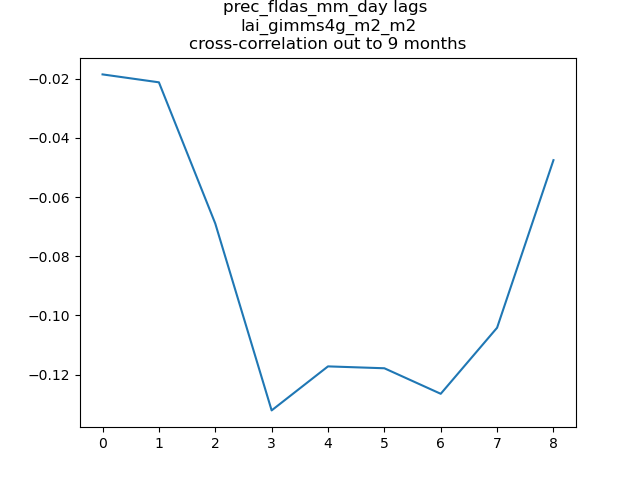 prec_fldas_mm_day lags
lai_gimms4g_m2_m2
cross-correlation out to 9 months
−0.02
−0.04
−0.06
−0.08
−0.10
−0.12
0 1 2 3 4 5 6 7 8